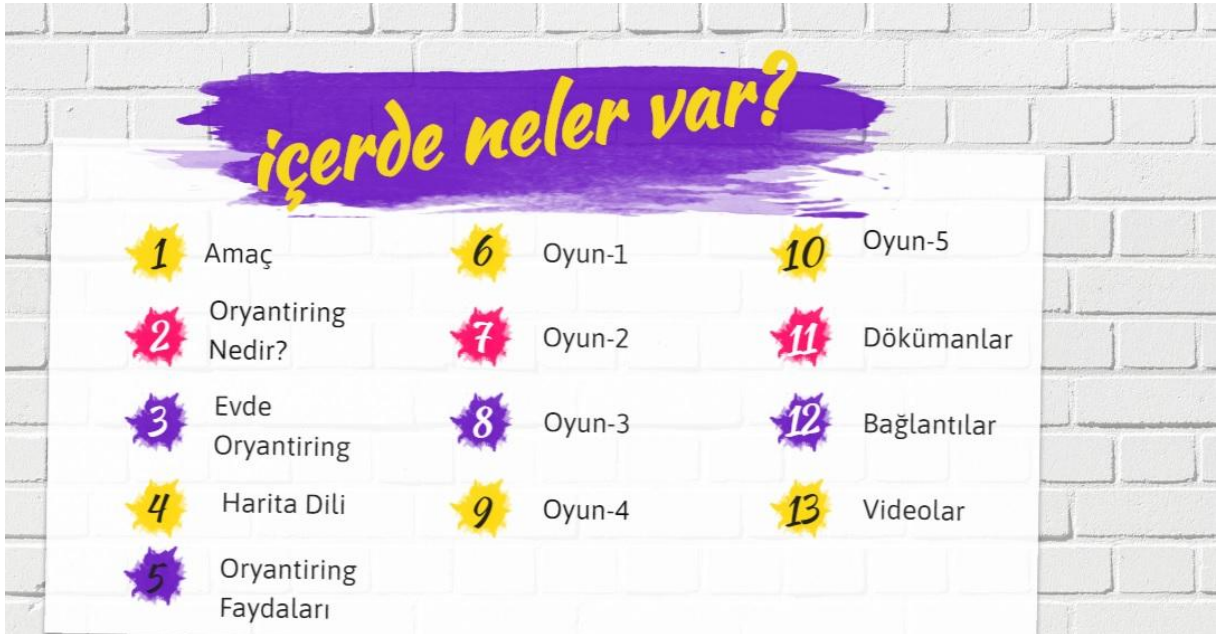 içerde neler var?
1 Amaç
2 Oryantiring
Nedir?
3 Evde
Oryantiring
4 Harita Dili
5 Oryantiring
Faydaları
6 Oyun-1
7 Oyun-2
8 Oyun-3
9 Oyun-4
10 Oyun-5
11 Dökümanlar
12 Bağlantılar
13 Videolar